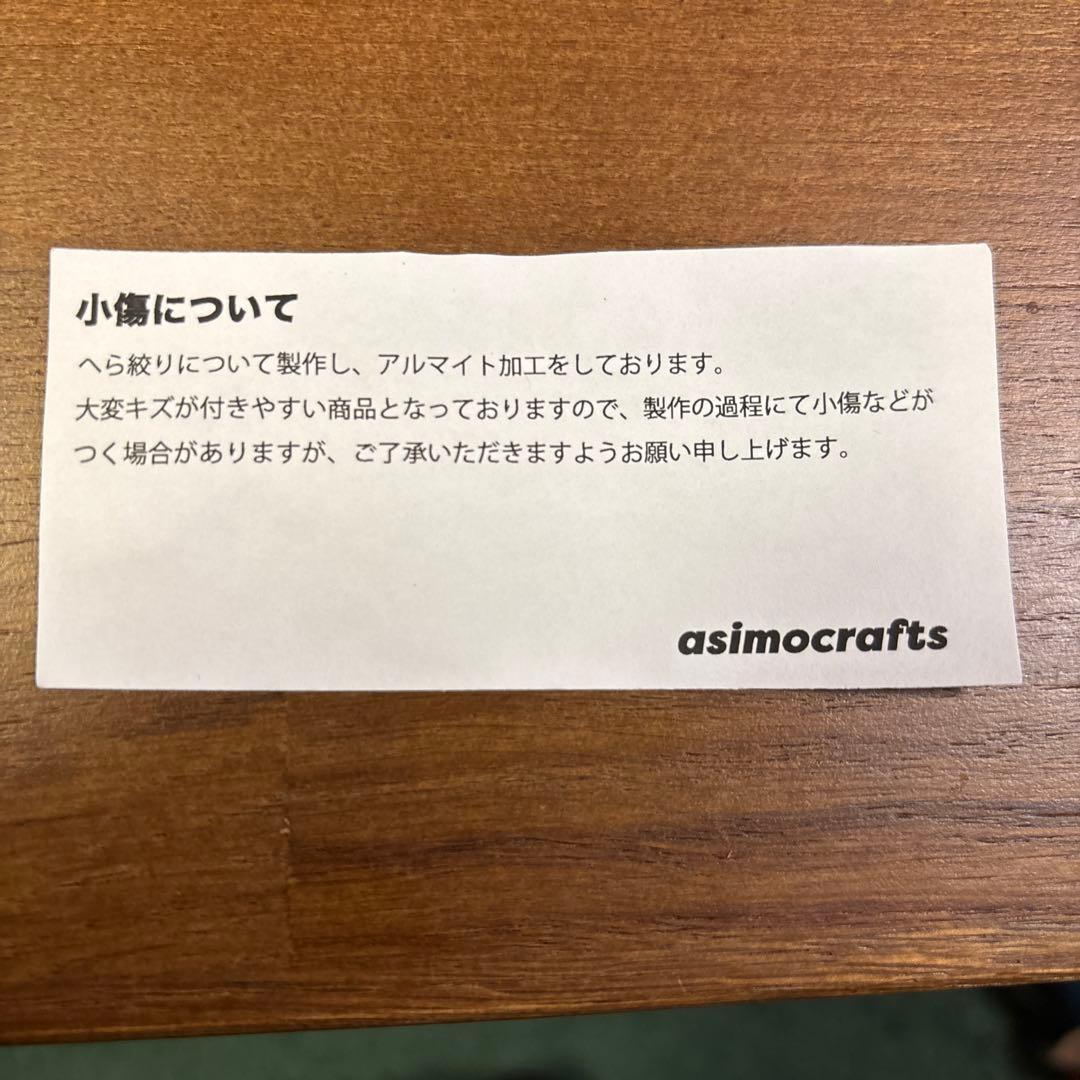 小傷について
へら絞りについて製作し、アルマイト加工をしております。
大変キズが付きやすい商品となっておりますので、製作の過程にて小傷などが
つく場合がありますが、ご了承いただきますようお願い申し上げます。
asimocrafts